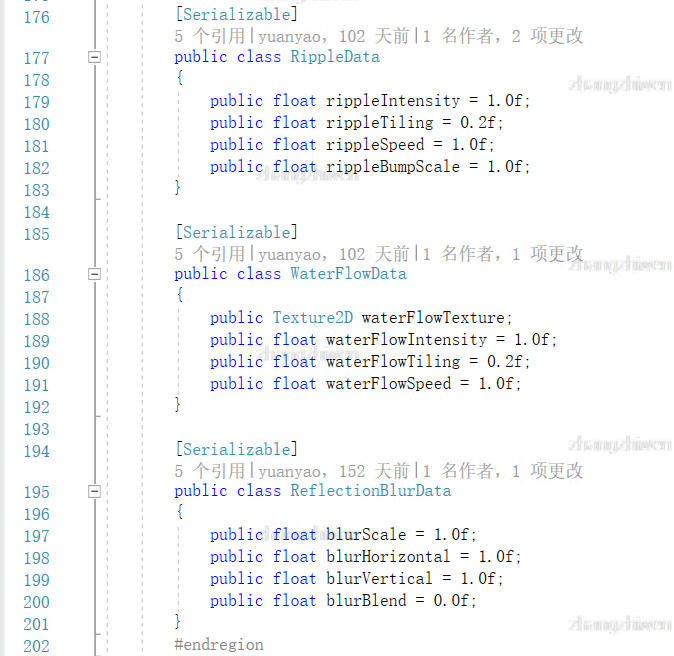 176 [Serializable]
5 个引用|yuanyao，102 天前|1 名作者，2 项更改
177 public class RippleData
178 {
179 public float rippleIntensity = 1.0f;
180 public float rippleTiling = 0.2f;
181 public float rippleSpeed = 1.0f;
182 public float rippleBumpScale = 1.0f;
183 }
184
185 [Serializable]
5 个引用|yuanyao，102 天前|1 名作者，1 项更改
186 public class WaterFlowData
187 {
188 public Texture2D waterFlowTexture;
189 public float waterFlowIntensity = 1.0f;
190 public float waterFlowTiling = 0.2f;
191 public float waterFlowSpeed = 1.0f;
192 }
193
194 [Serializable]
5 个引用|yuanyao，152 天前|1 名作者，1 项更改
195 public class ReflectionBlurData
196 {
197 public float blurScale = 1.0f;
198 public float blurHorizontal = 1.0f;
199 public float blurVertical = 1.0f;
200 public float blurBlend = 0.0f;
201 }
202 #endregion